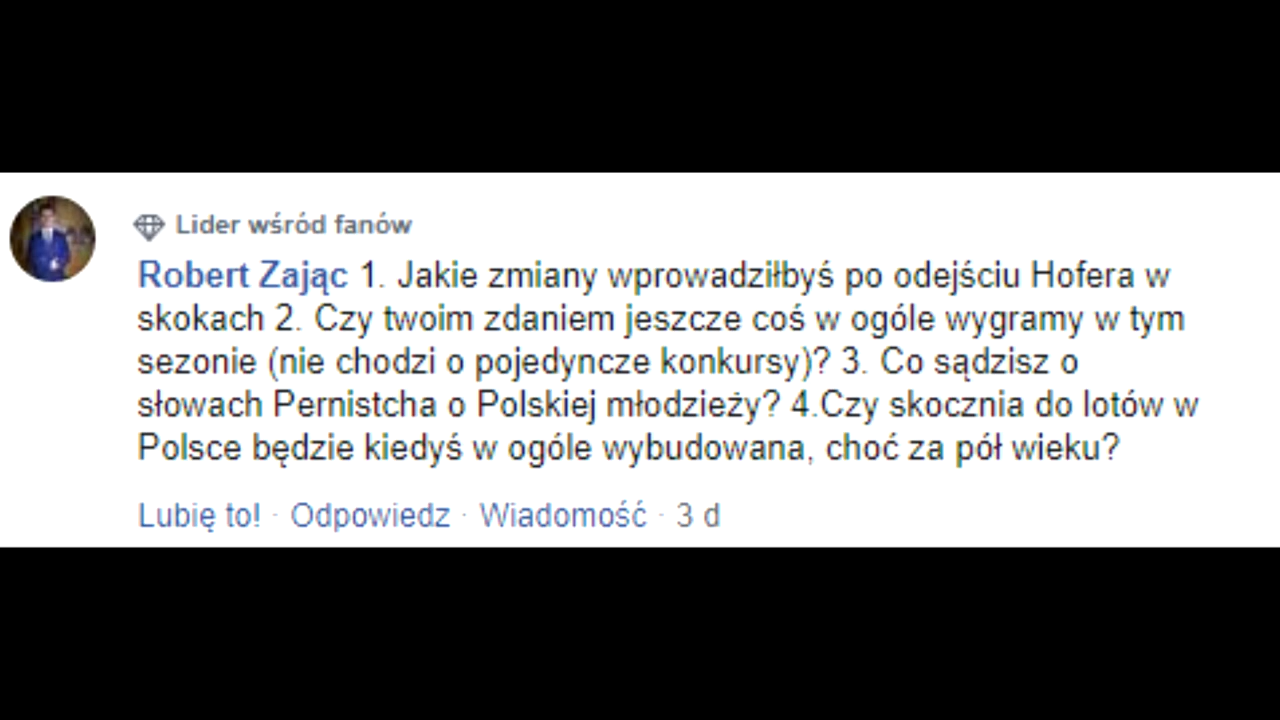 Lider wśród fanów
Robert Zając 1. Jakie zmiany wprowadziłbyś po odejściu Hofera w
skokach 2. Czy twoim zdaniem jeszcze coś w ogóle wygramy w tym
sezonie (nie chodzi o pojedyncze konkursy)? 3. Co sądzisz o
słowach Pernistcha o Polskiej młodzieży? 4.Czy skocznia do lotów w
Polsce będzie kiedyś w ogóle wybudowana, choć za pół wieku?
Lubię to! · Odpowiedz · Wiadomość · 3 d